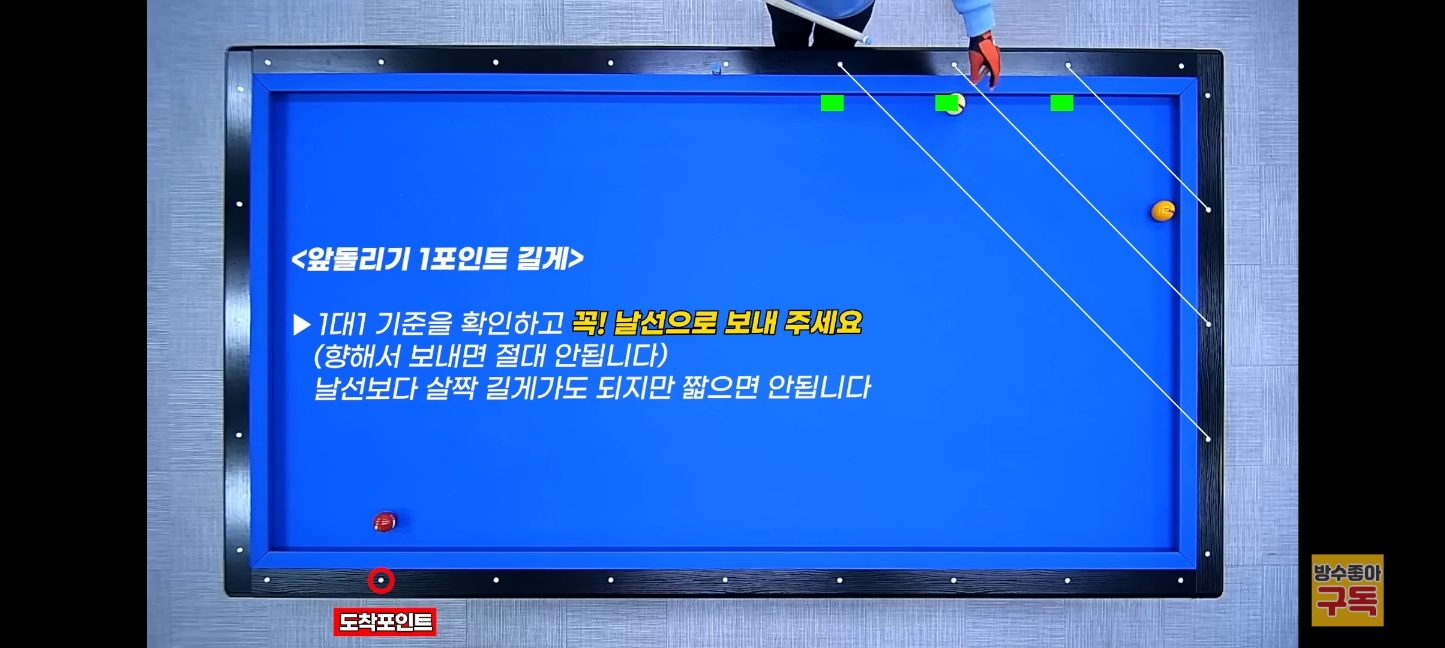 <앞돌리기 1포인트 길게>
▶1대1 기준을 확인하고 꼭! 날선으로 보내 주세요
(향해서 보내면 절대 안됩니다)
날선보다 살짝 길게가도 되지만 짧으면 안됩니다
도착포인트
방수좋아
구독